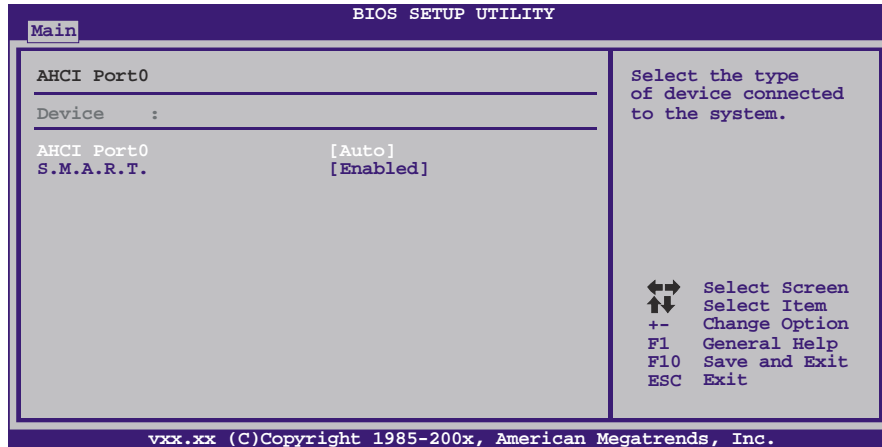 BIOS SETUP UTILITY
Main
AHCI Port0
Device :
AHCI Port0 [Auto]
S.M.A.R.T. [Enabled]
Select the type
of device connected
to the system.
Select Screen
Select Item
+- Change Option
F1 General Help
F10 Save and Exit
ESC Exit
vxx.xx (C)Copyright 1985-200x, American Megatrends, Inc.